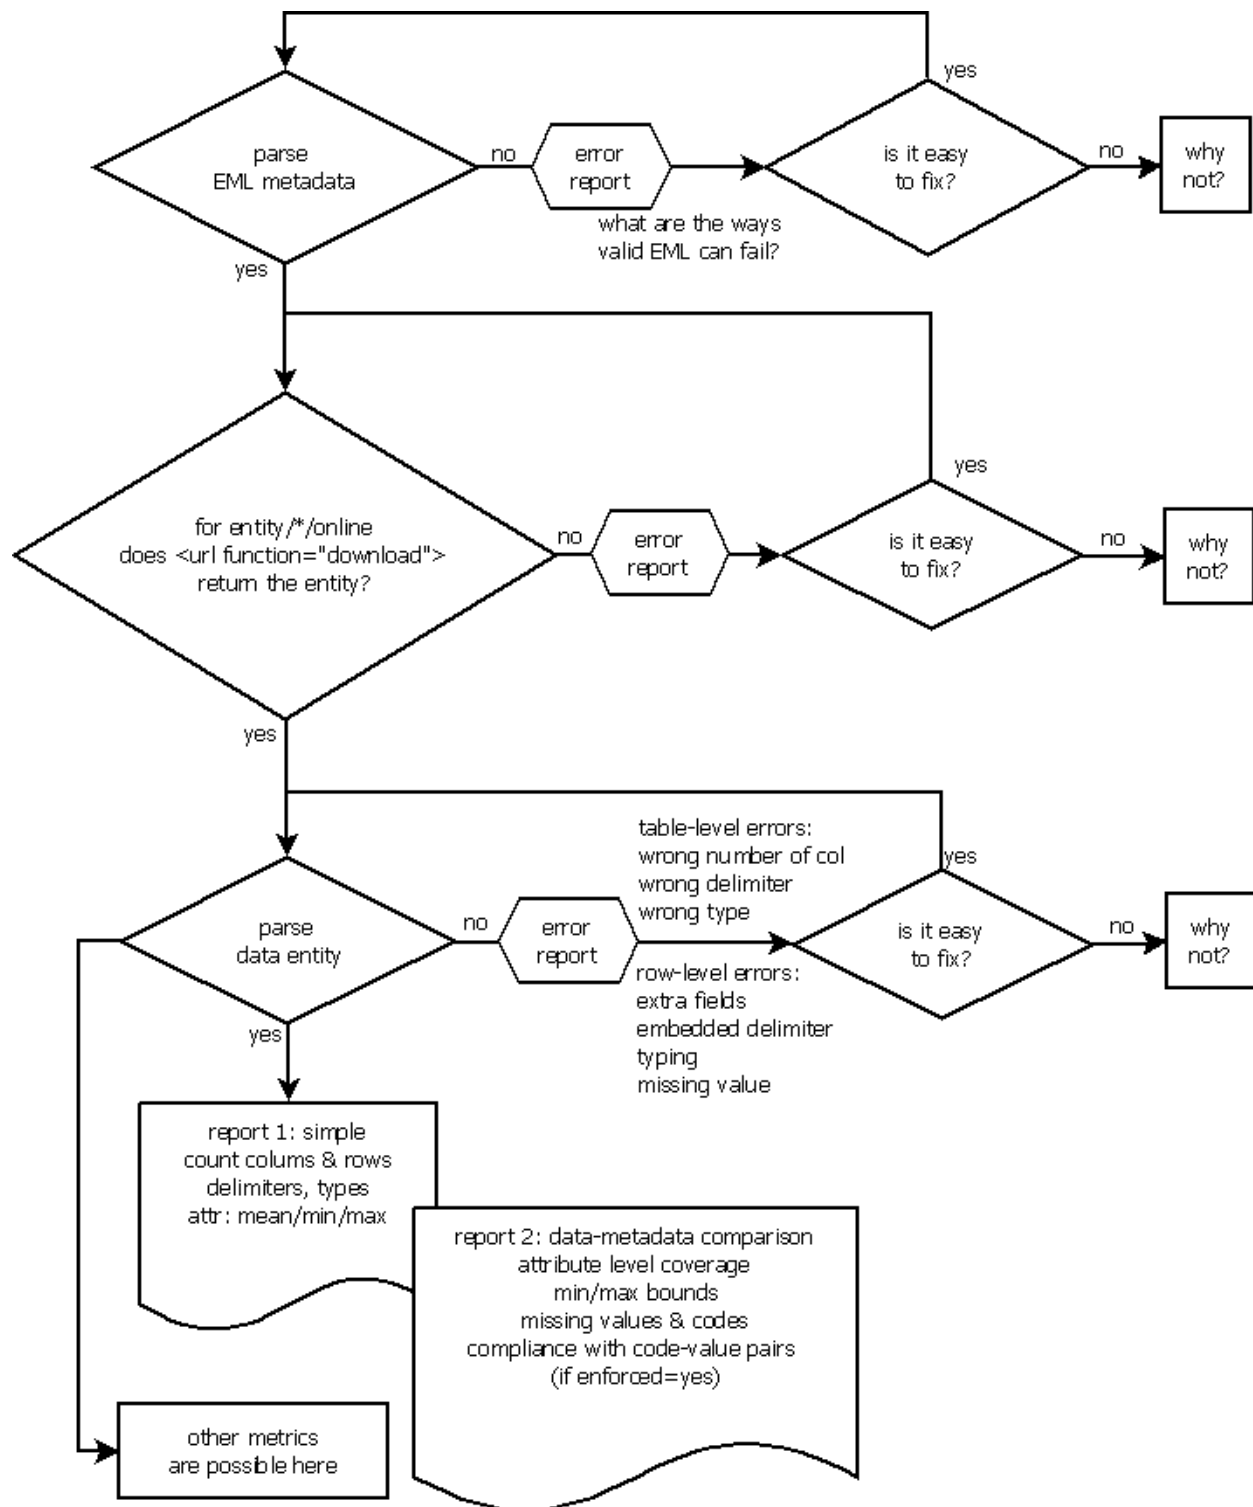 yes
parse
EML metadata
no
error
report
is it easy
to fix?
no
why
not?
what are the ways
valid EML can fail?
yes
yes
for entity/*/online
does <url function="download">
return the entity?
no
error
report
is it easy
to fix?
no
why
not?
yes
table-level errors:
wrong number of col
wrong delimiter
wrong type
yes
parse
data entity
no
error
report
is it easy
to fix?
no
why
not?
row-level errors:
extra fields
embedded delimiter
typing
missing value
yes
report 1: simple
count colums & rows
delimiters, types
attr: mean/min/max
report 2: data-metadata comparison
attribute level coverage
min/max bounds
missing values & codes
compliance with code-value pairs
(if enforced=yes)
other metrics
are possible here